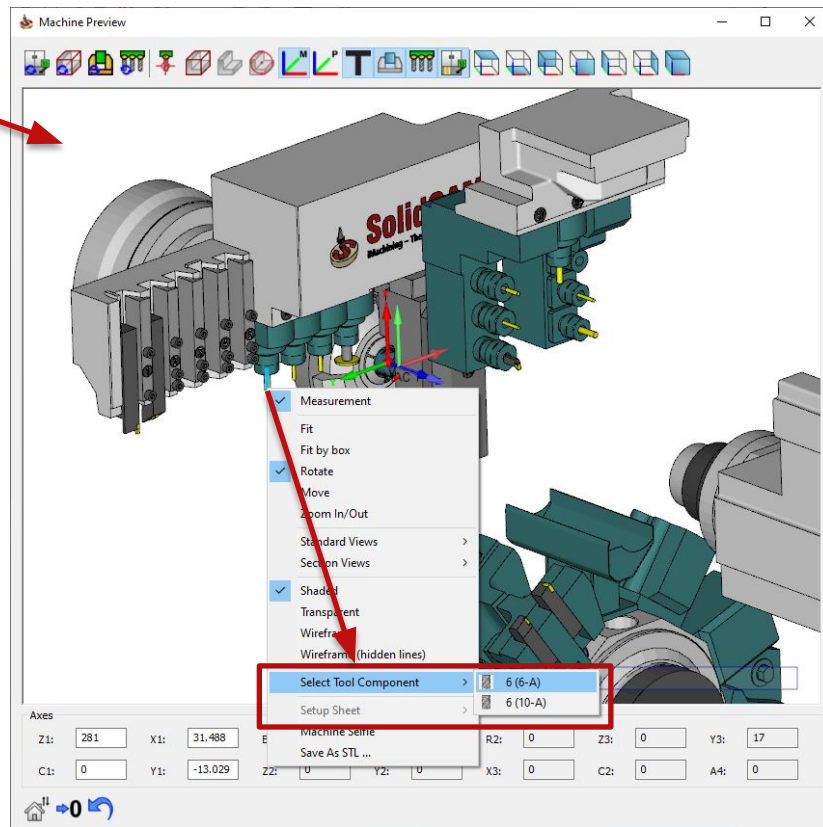 Machine Preview
M
P
T
SolidCAM
iMachining – The
Measurement
Fit
Fit by box
Rotate
Move
Zoom In/Out
Standard Views
Section Views
Shaded
Transparent
Wireframe
Wireframe (hidden lines)
Select Tool Component
6 (6-A)
6 (10-A)
Setup Sheet
Machine Selfie
Save As STL ...
Axes
Z1: 281 X1: 31.488 R2: 0 Z3: 0 Y3: 17
C1: 0 Y1: -13.029 Z2: 0 Y2: 0 X3: 0 C2: 0 A4: 0
0